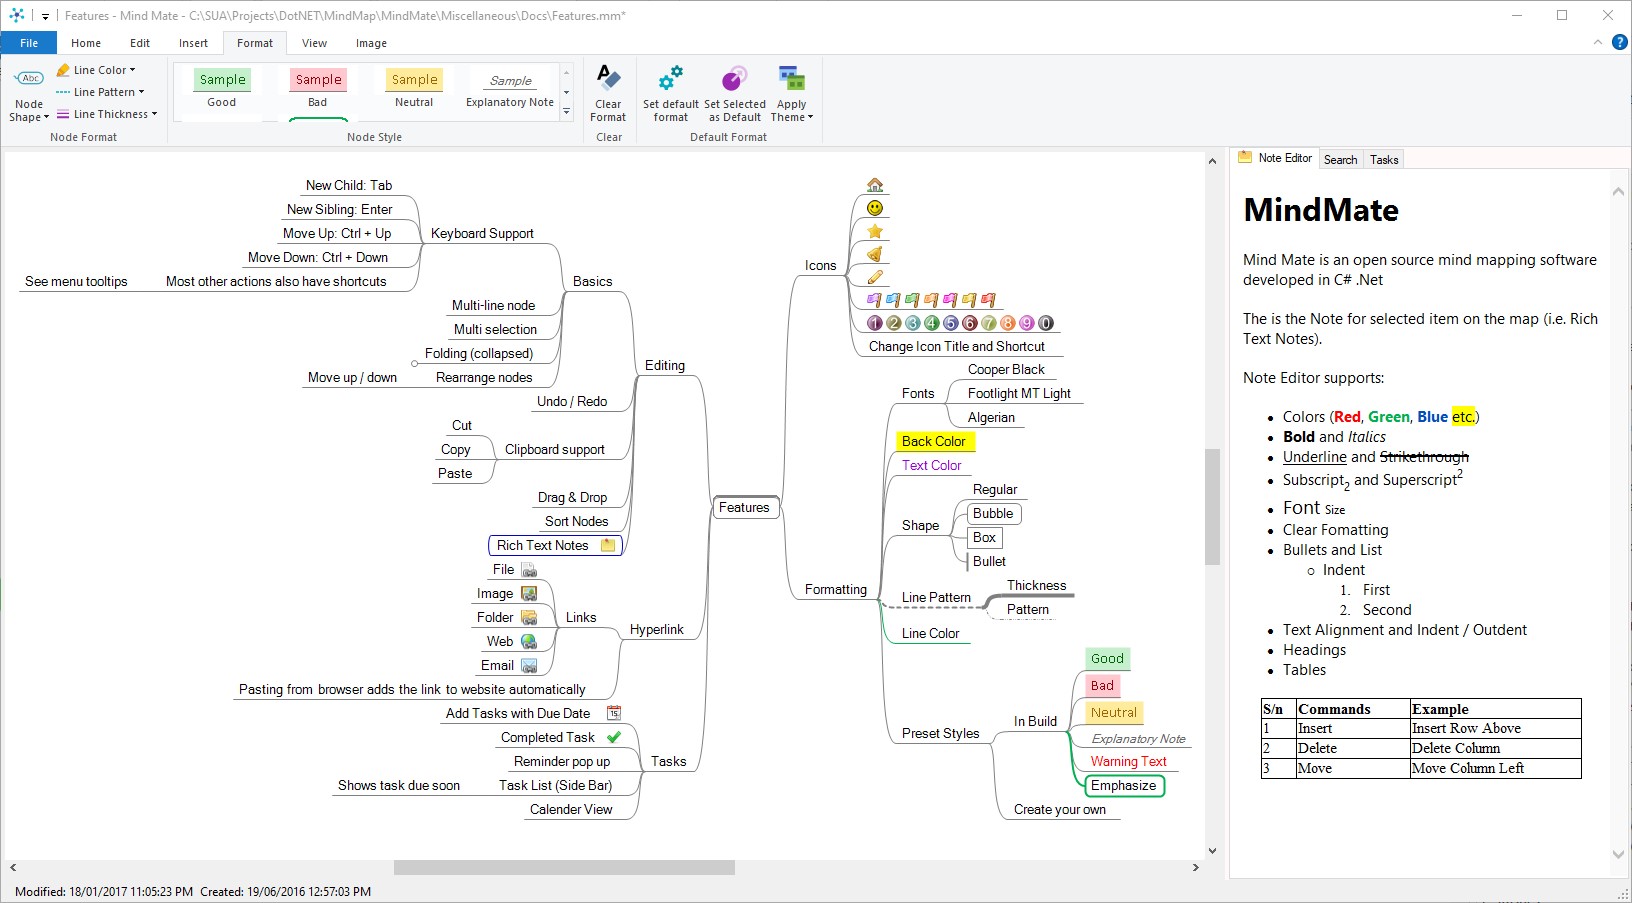 Features - Mind Mate - C:\SUA\Projects\DotNET\MindMap\MindMate\Miscellaneous\Docs\Features.mm*
File Home Edit Insert Format View Image
Abc
Node Shape
Line Color
Line Pattern
Line Thickness
Node Format
Sample Sample Sample Sample
Good Bad Neutral Explanatory Note
Node Style
A
Clear Format
Clear
Set default format
Set Selected as Default
Apply Theme
Default Format
New Child: Tab
New Sibling: Enter
Move Up: Ctrl + Up
Move Down: Ctrl + Down
See menu tooltips
Most other actions also have shortcuts
Keyboard Support
Basics
Multi-line node
Multi selection
Folding (collapsed)
Move up / down
Rearrange nodes
Editing
Undo / Redo
Cut
Copy
Paste
Clipboard support
Drag & Drop
Sort Nodes
Rich Text Notes
File
Image
Folder
Web
Email
Links
Hyperlink
Pasting from browser adds the link to website automatically
Add Tasks with Due Date
15
Completed Task
Reminder pop up
Shows task due soon
Task List (Side Bar)
Calender View
Tasks
Features
Icons
1 2 3 4 5 6 7 8 9 0
Change Icon Title and Shortcut
Formatting
Fonts
Cooper Black
Footlight MT Light
Algerian
Back Color
Text Color
Shape
Regular
Bubble
Box
Bullet
Line Pattern
Thickness
Pattern
Line Color
Preset Styles
In Build
Good
Bad
Neutral
Explanatory Note
Warning Text
Emphasize
Create your own
Note Editor Search Tasks
MindMate
Mind Mate is an open source mind mapping software
developed in C# .Net
The is the Note for selected item on the map (i.e. Rich
Text Notes).
Note Editor supports:
Colors (Red, Green, Blue etc.)
Bold and Italics
Underline and Strikethrough
Subscript2 and Superscript2
Font Size
Clear Fomatting
Bullets and List
Indent
1. First
2. Second
Text Alignment and Indent / Outdent
Headings
Tables
S/n Commands Example
1 Insert Insert Row Above
2 Delete Delete Column
3 Move Move Column Left
Modified: 18/01/2017 11:05:23 PM Created: 19/06/2016 12:57:03 PM